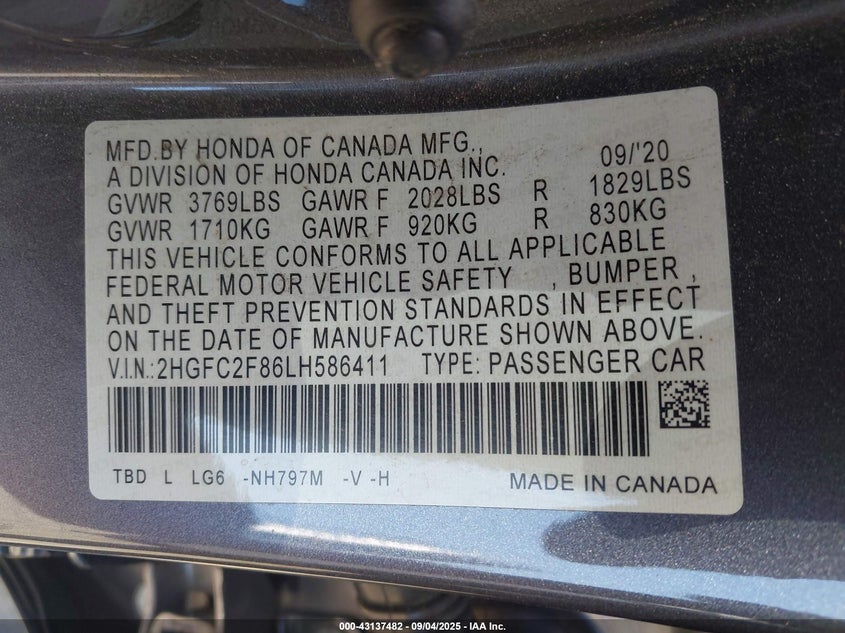 MFD.BY HONDA OF CANADA MFG., 09/'20
A DIVISION OF HONDA CANADA INC.
GVWR 3769LBS GAWR F 2028LBS R 1829LBS
GVWR 1710KG GAWR F 920KG R 830KG
THIS VEHICLE CONFORMS TO ALL APPLICABLE
FEDERAL MOTOR VEHICLE SAFETY , BUMPER ,
AND THEFT PREVENTION STANDARDS IN EFFECT
ON THE DATE OF MANUFACTURE SHOWN ABOVE.
V.I.N.: 2HGFC2F86LH586411 TYPE: PASSENGER CAR
TBD L LG6 -NH797M -V -H MADE IN CANADA
000-43137482 - 09/04/2025 - IAA Inc.